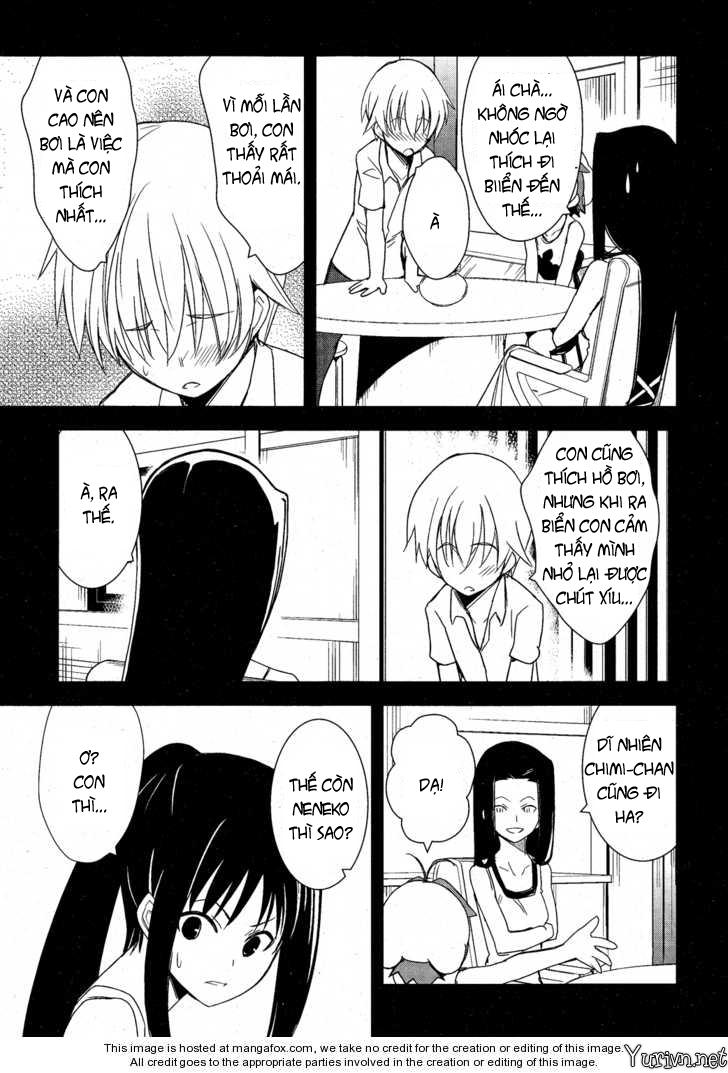 ÁI CHÀ...
KHÔNG NGỜ
NHÓC LẠI
THÍCH ĐI
BIIỂN ĐẾN
THẾ...
À
VÌ MỖI LẦN
BƠI, CON
THẤY RẤT
THOẢI MÁI.
VÀ CON
CAO NÊN
BƠI LÀ VIỆC
MÀ CON
THÍCH
NHẤT...
CON CŨNG
THÍCH HỒ BƠI,
NHƯNG KHI RA
BIỂN CON CẢM
THẤY MÌNH
NHỎ LẠI ĐƯỢC
CHÚT XÍU...
À, RA
THẾ.
DĨ NHIÊN
CHIMI-CHAN
CŨNG ĐI
HA?
DẠ!
THẾ CÒN
NENEKO
THÌ SAO?
Ơ?
CON
THÌ...
This image is hosted at mangafox.com, we take no credit for the creation or editing of this image.
All credit goes to the appropriate parties involved in the creation or editing of this image.
Yurivn.net